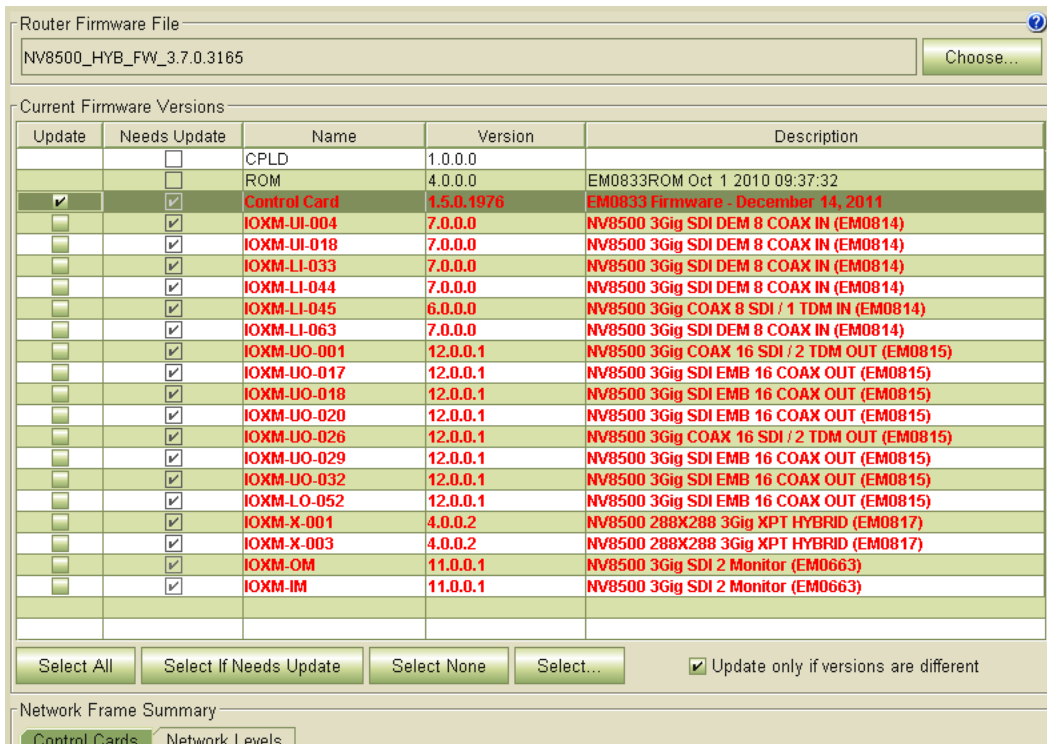 Router Firmware File
?
NV8500_HYB_FW_3.7.0.3165
Choose...
Current Firmware Versions
Update Needs Update Name Version Description
CPLD 1.0.0.0
ROM 4.0.0.0 EM0833ROM Oct 1 2010 09:37:32
Control Card 1.5.0.1976 EM0833 Firmware - December 14, 2011
IOXM-UI-004 7.0.0.0 NV8500 3Gig SDI DEM 8 COAX IN (EM0814)
IOXM-UI-018 7.0.0.0 NV8500 3Gig SDI DEM 8 COAX IN (EM0814)
IOXM-LI-033 7.0.0.0 NV8500 3Gig SDI DEM 8 COAX IN (EM0814)
IOXM-LI-044 7.0.0.0 NV8500 3Gig SDI DEM 8 COAX IN (EM0814)
IOXM-LI-045 6.0.0.0 NV8500 3Gig COAX 8 SDI / 1 TDM IN (EM0814)
IOXM-LI-063 7.0.0.0 NV8500 3Gig SDI DEM 8 COAX IN (EM0814)
IOXM-UO-001 12.0.0.1 NV8500 3Gig COAX 16 SDI / 2 TDM OUT (EM0815)
IOXM-UO-017 12.0.0.1 NV8500 3Gig SDI EMB 16 COAX OUT (EM0815)
IOXM-UO-018 12.0.0.1 NV8500 3Gig SDI EMB 16 COAX OUT (EM0815)
IOXM-UO-020 12.0.0.1 NV8500 3Gig SDI EMB 16 COAX OUT (EM0815)
IOXM-UO-026 12.0.0.1 NV8500 3Gig COAX 16 SDI / 2 TDM OUT (EM0815)
IOXM-UO-029 12.0.0.1 NV8500 3Gig SDI EMB 16 COAX OUT (EM0815)
IOXM-UO-032 12.0.0.1 NV8500 3Gig SDI EMB 16 COAX OUT (EM0815)
IOXM-LO-052 12.0.0.1 NV8500 3Gig SDI EMB 16 COAX OUT (EM0815)
IOXM-X-001 4.0.0.2 NV8500 288X288 3Gig XPT HYBRID (EM0817)
IOXM-X-003 4.0.0.2 NV8500 288X288 3Gig XPT HYBRID (EM0817)
IOXM-OM 11.0.0.1 NV8500 3Gig SDI 2 Monitor (EM0663)
IOXM-IM 11.0.0.1 NV8500 3Gig SDI 2 Monitor (EM0663)
Select All Select If Needs Update Select None Select... Update only if versions are different
Network Frame Summary
Control Cards Network Levels